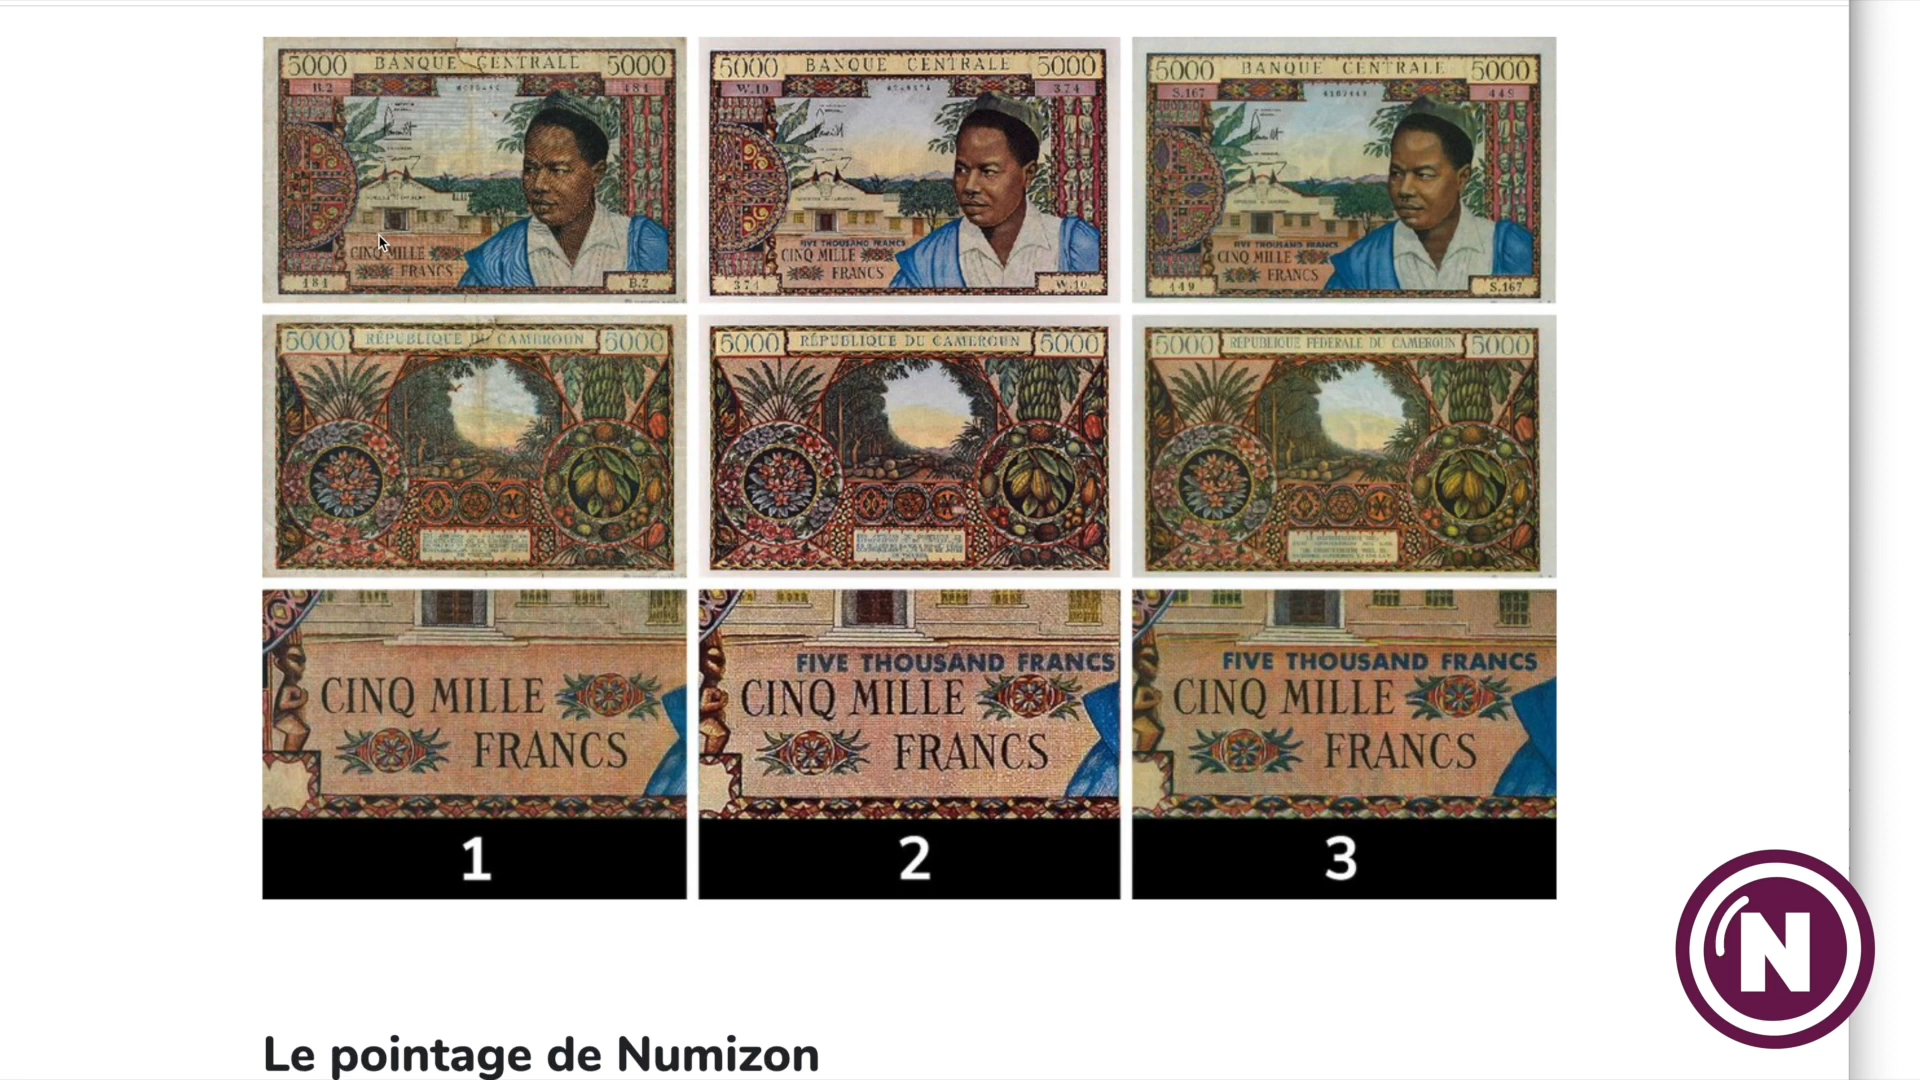 5000 BANQUE CENTRALE 5000
B.2 481
CINQ MILLE
FRANCS
481 B.2
5000 BANQUE CENTRALE 5000
W.10 374
FIVE THOUSAND FRANCS
CINQ MILLE
FRANCS
374 W.10
5000 BANQUE CENTRALE 5000
S.167 449
FIVE THOUSAND FRANCS
CINQ MILLE
FRANCS
449 S.167
5000 RÉPUBLIQUE DU CAMEROUN 5000
5000 RÉPUBLIQUE DU CAMEROUN 5000
5000 RÉPUBLIQUE FÉDÉRALE DU CAMEROUN 5000
CINQ MILLE
FRANCS
FIVE THOUSAND FRANCS
CINQ MILLE
FRANCS
FIVE THOUSAND FRANCS
CINQ MILLE
FRANCS
1
2
3
N
Le pointage de Numizon